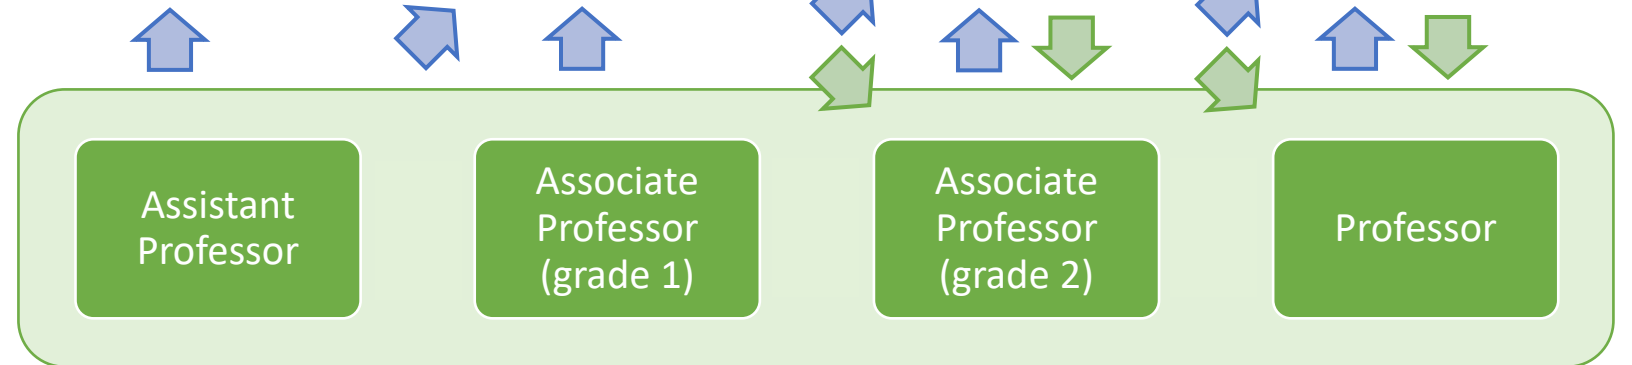 Assistant
Professor
Associate
Professor
(grade 1)
Associate
Professor
(grade 2)
Professor